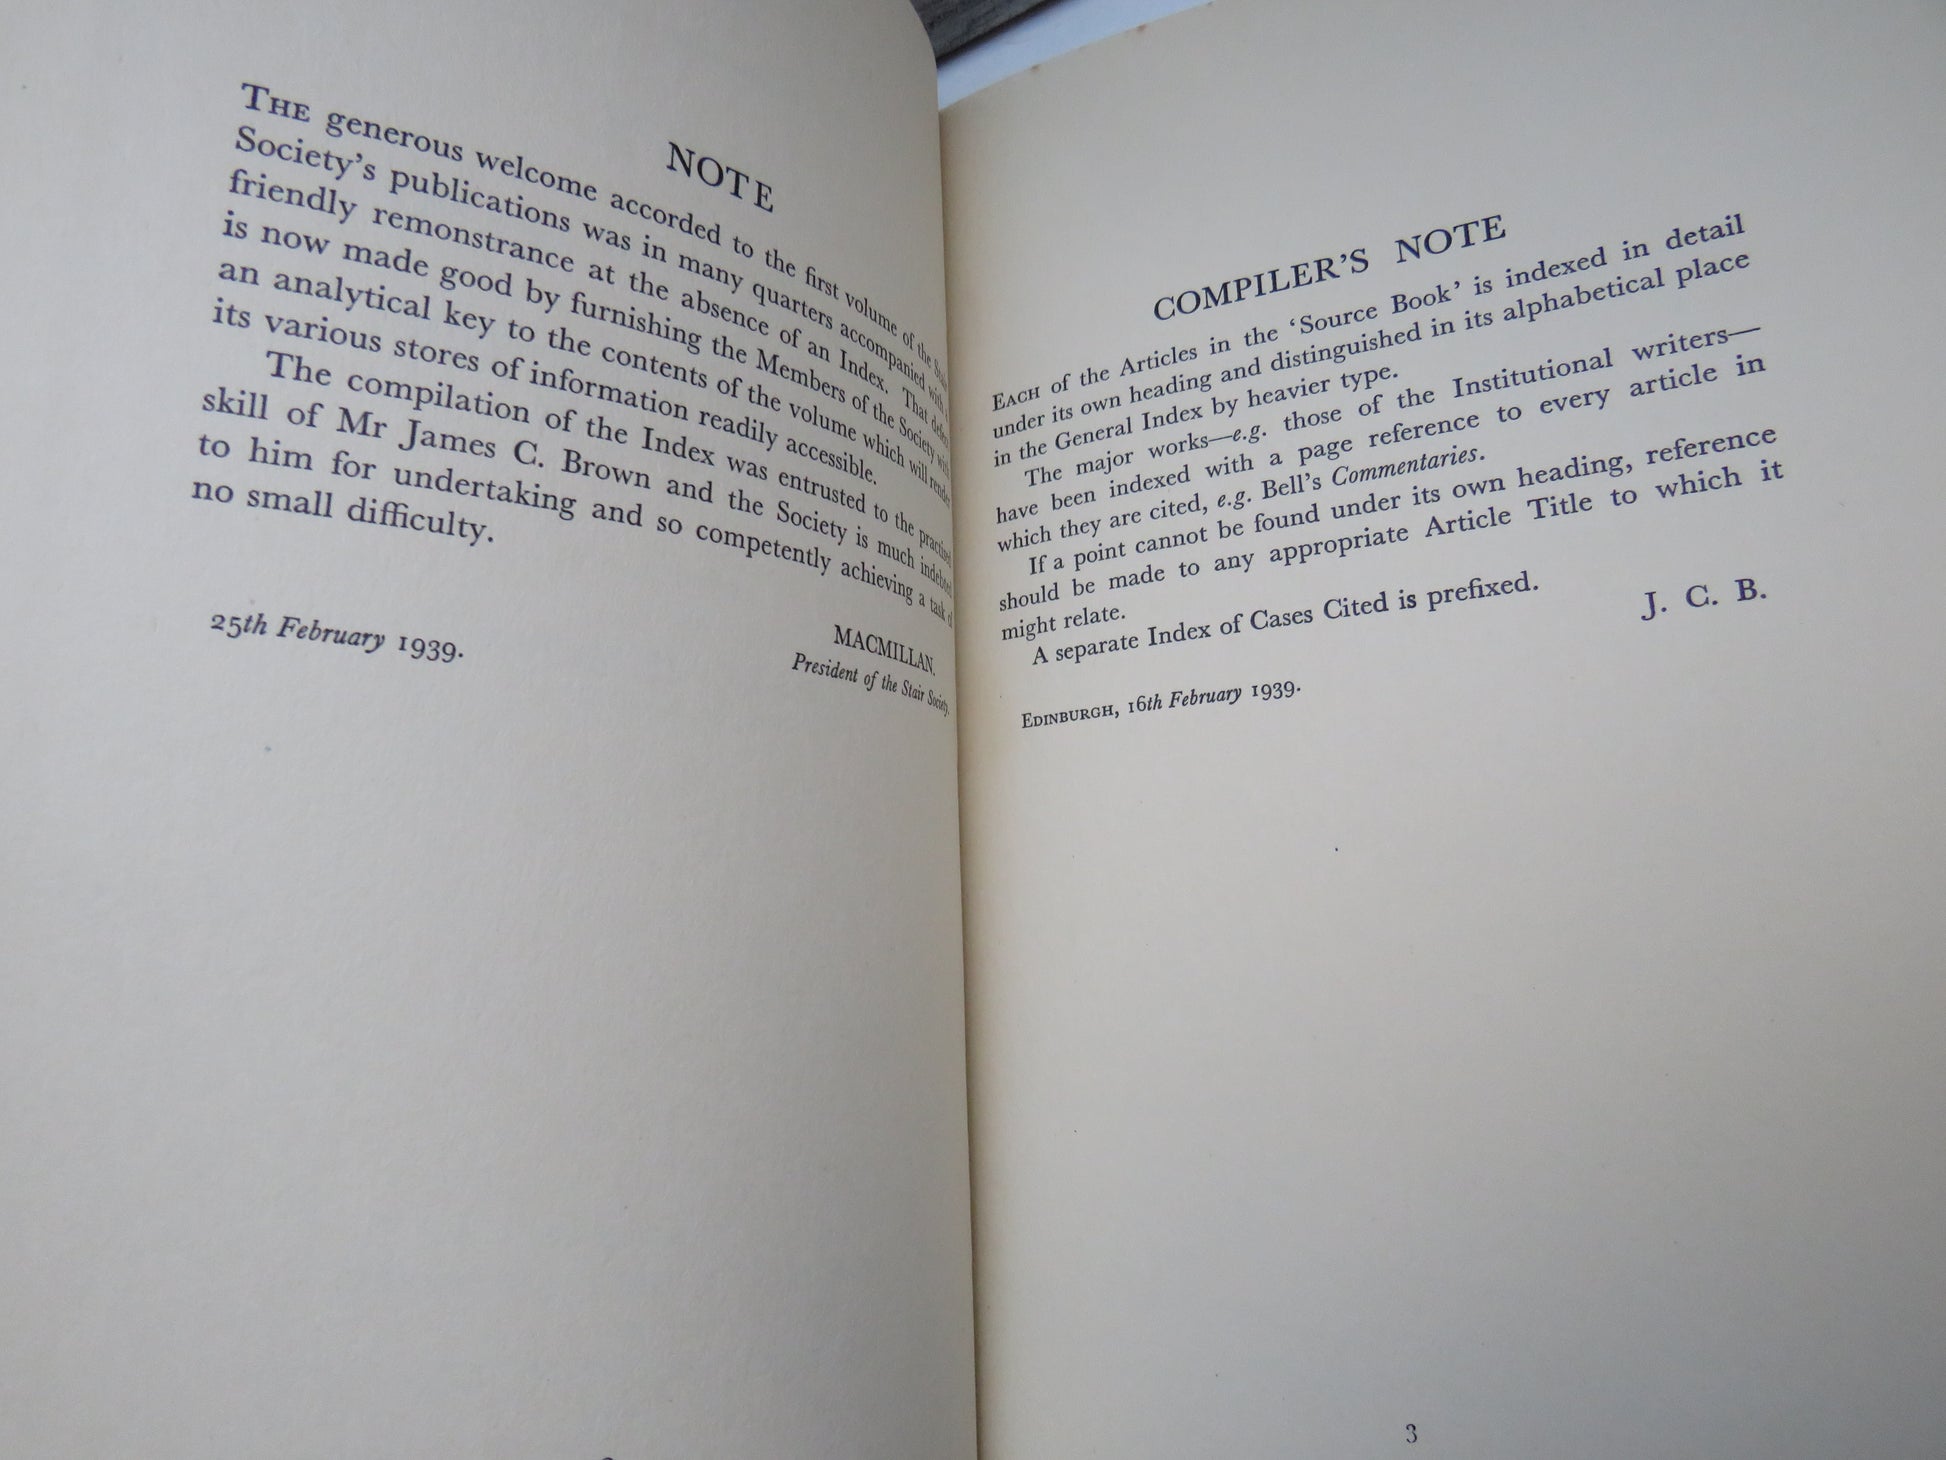 NOTE
THE generous welcome accorded to the first volume of the Stair
Society's publications was in many quarters accompanied with a
friendly remonstrance at the absence of an Index. That defect
is now made good by furnishing the Members of the Society with
an analytical key to the contents of the volume which will render
its various stores of information readily accessible.
The compilation of the Index was entrusted to the practised
skill of Mr James C. Brown and the Society is much indebted
to him for undertaking and so competently achieving a task of
no small difficulty.
MACMILLAN.
President of the Stair Society.
25th February 1939.
COMPILER'S NOTE
EACH of the Articles in the 'Source Book' is indexed in detail
under its own heading and distinguished in its alphabetical place
in the General Index by heavier type.
The major works—e.g. those of the Institutional writers—
have been indexed with a page reference to every article in
which they are cited, e.g. Bell's Commentaries.
If a point cannot be found under its own heading, reference
should be made to any appropriate Article Title to which it
might relate.
A separate Index of Cases Cited is prefixed.
J. C. B.
EDINBURGH, 16th February 1939.
3